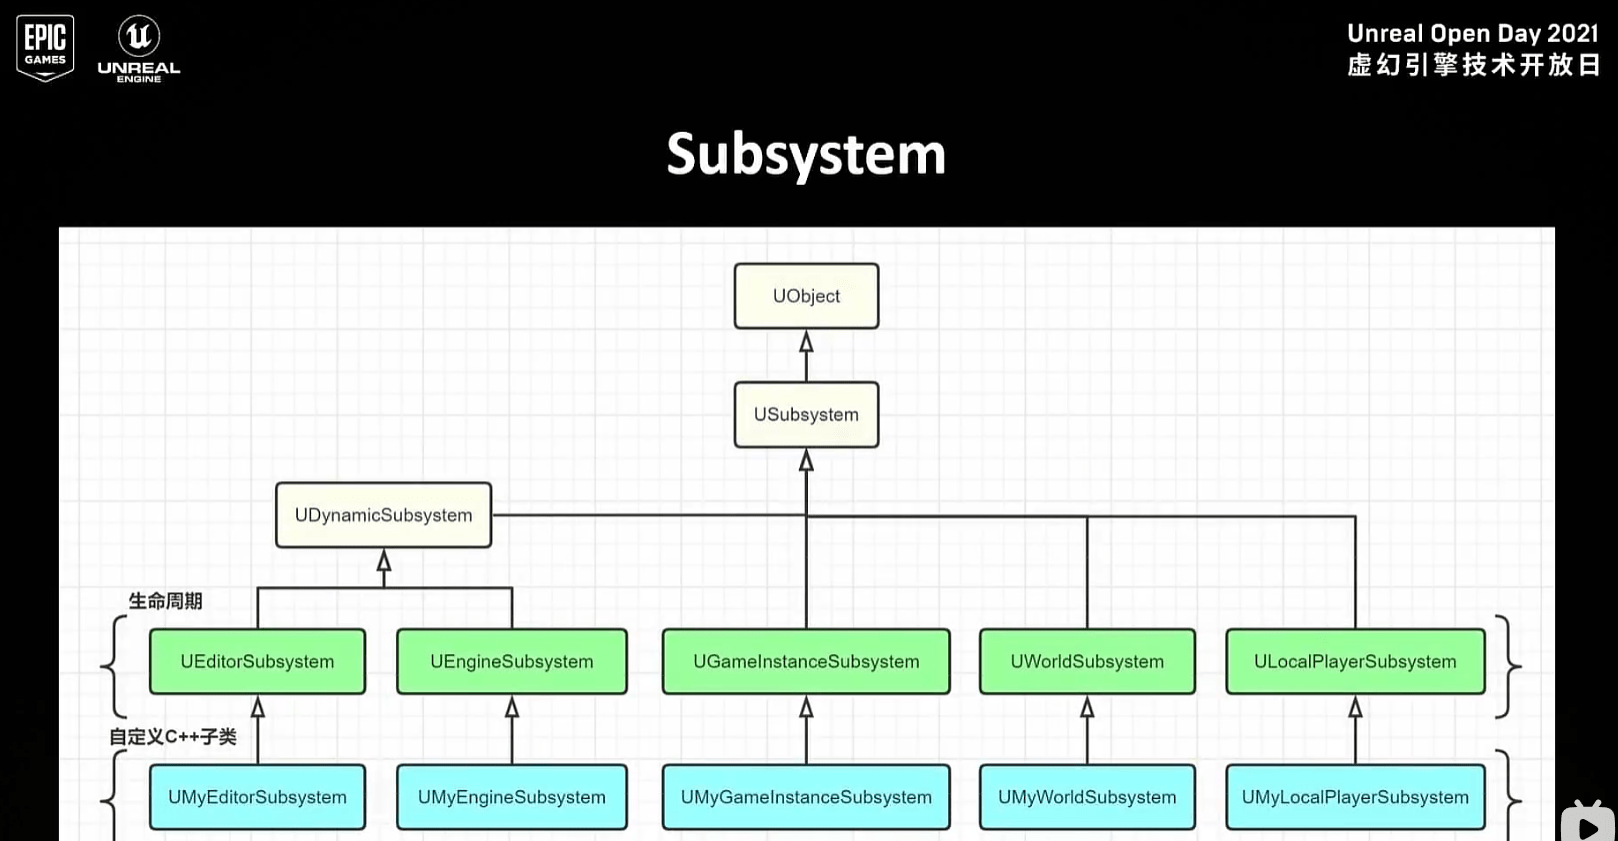 EPIC
GAMES
UNREAL
ENGINE
Unreal Open Day 2021
虚幻引擎技术开放日
Subsystem
UObject
USubsystem
UDynamicSubsystem
生命周期
UEditorSubsystem
UEngineSubsystem
UGameInstanceSubsystem
UWorldSubsystem
ULocalPlayerSubsystem
自定义C++子类
UMyEditorSubsystem
UMyEngineSubsystem
UMyGameInstanceSubsystem
UMyWorldSubsystem
UMyLocalPlayerSubsystem